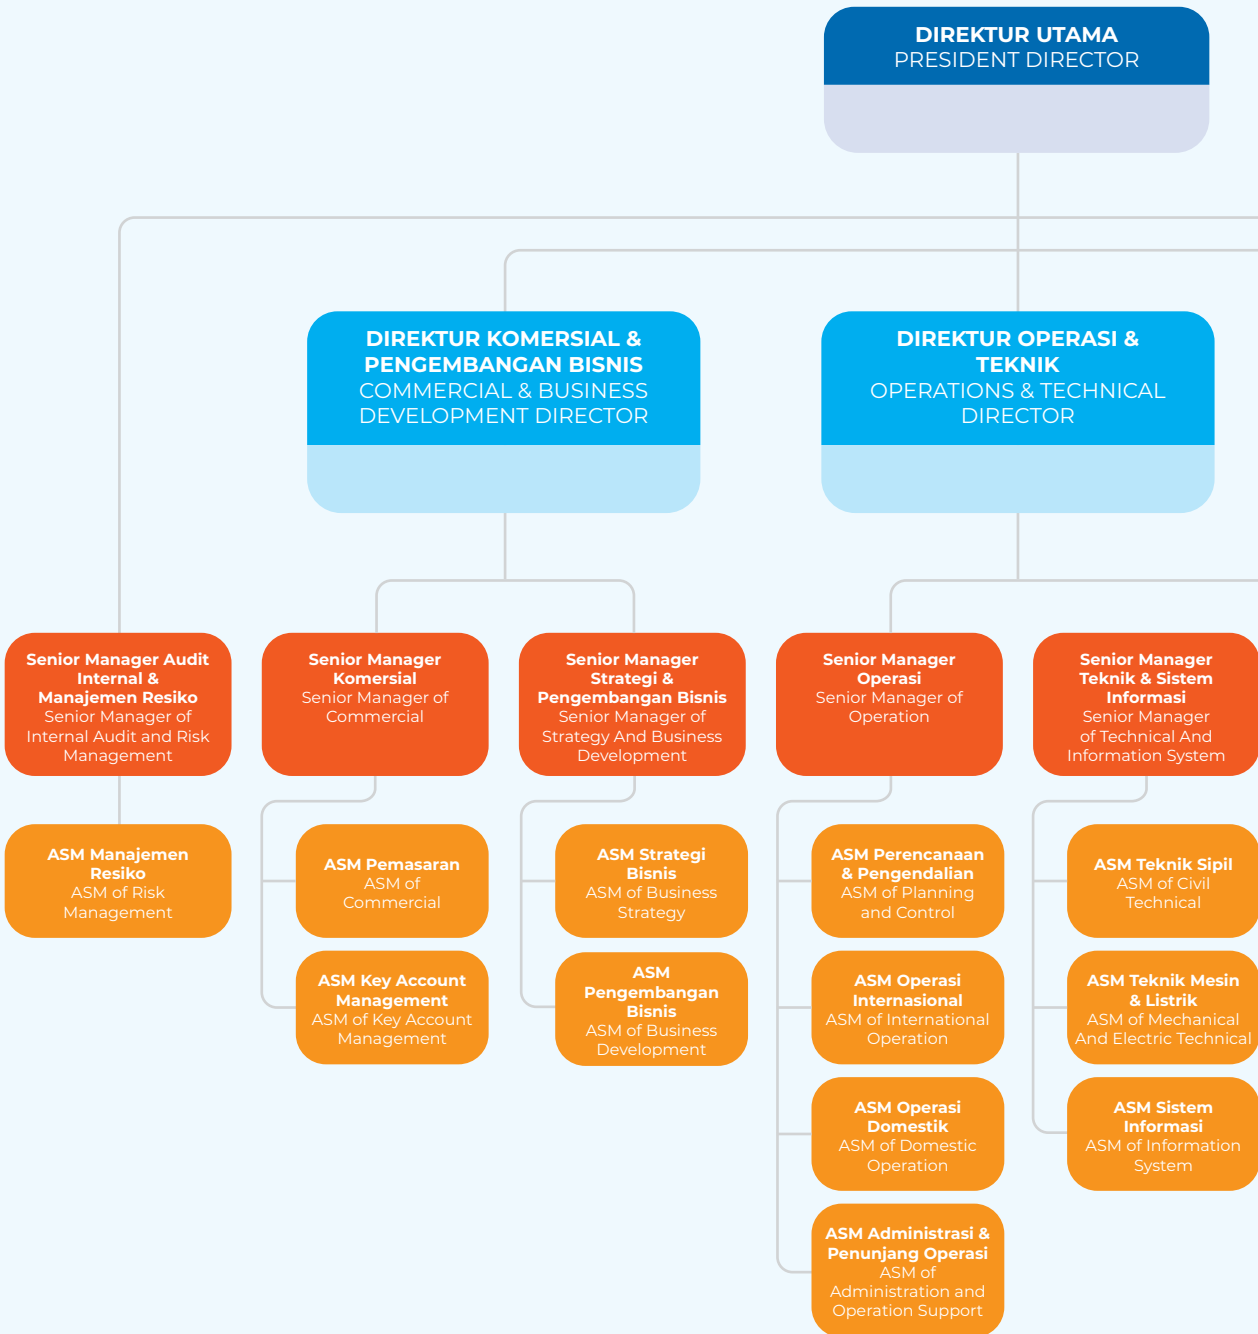 DIREKTUR UTAMA
PRESIDENT DIRECTOR
DIREKTUR KOMERSIAL &
PENGEMBANGAN BISNIS
COMMERCIAL & BUSINESS
DEVELOPMENT DIRECTOR
DIREKTUR OPERASI &
TEKNIK
OPERATIONS & TECHNICAL
DIRECTOR
Senior Manager Audit
Internal &
Manajemen Resiko
Senior Manager of
Internal Audit and Risk
Management
Senior Manager
Komersial
Senior Manager of
Commercial
Senior Manager
Strategi &
Pengembangan Bisnis
Senior Manager of
Strategy And Business
Development
Senior Manager
Operasi
Senior Manager of
Operation
Senior Manager
Teknik & Sistem
Informasi
Senior Manager
of Technical And
Information System
ASM Manajemen
Resiko
ASM of Risk
Management
ASM Pemasaran
ASM of
Commercial
ASM Strategi
Bisnis
ASM of Business
Strategy
ASM Perencanaan
& Pengendalian
ASM of Planning
and Control
ASM Teknik Sipil
ASM of Civil
Technical
ASM Key Account
Management
ASM of Key Account
Management
ASM
Pengembangan
Bisnis
ASM of Business
Development
ASM Operasi
Internasional
ASM of International
Operation
ASM Teknik Mesin
& Listrik
ASM of Mechanical
And Electric Technical
ASM Operasi
Domestik
ASM of Domestic
Operation
ASM Sistem
Informasi
ASM of Information
System
ASM Administrasi &
Penunjang Operasi
ASM of
Administration and
Operation Support